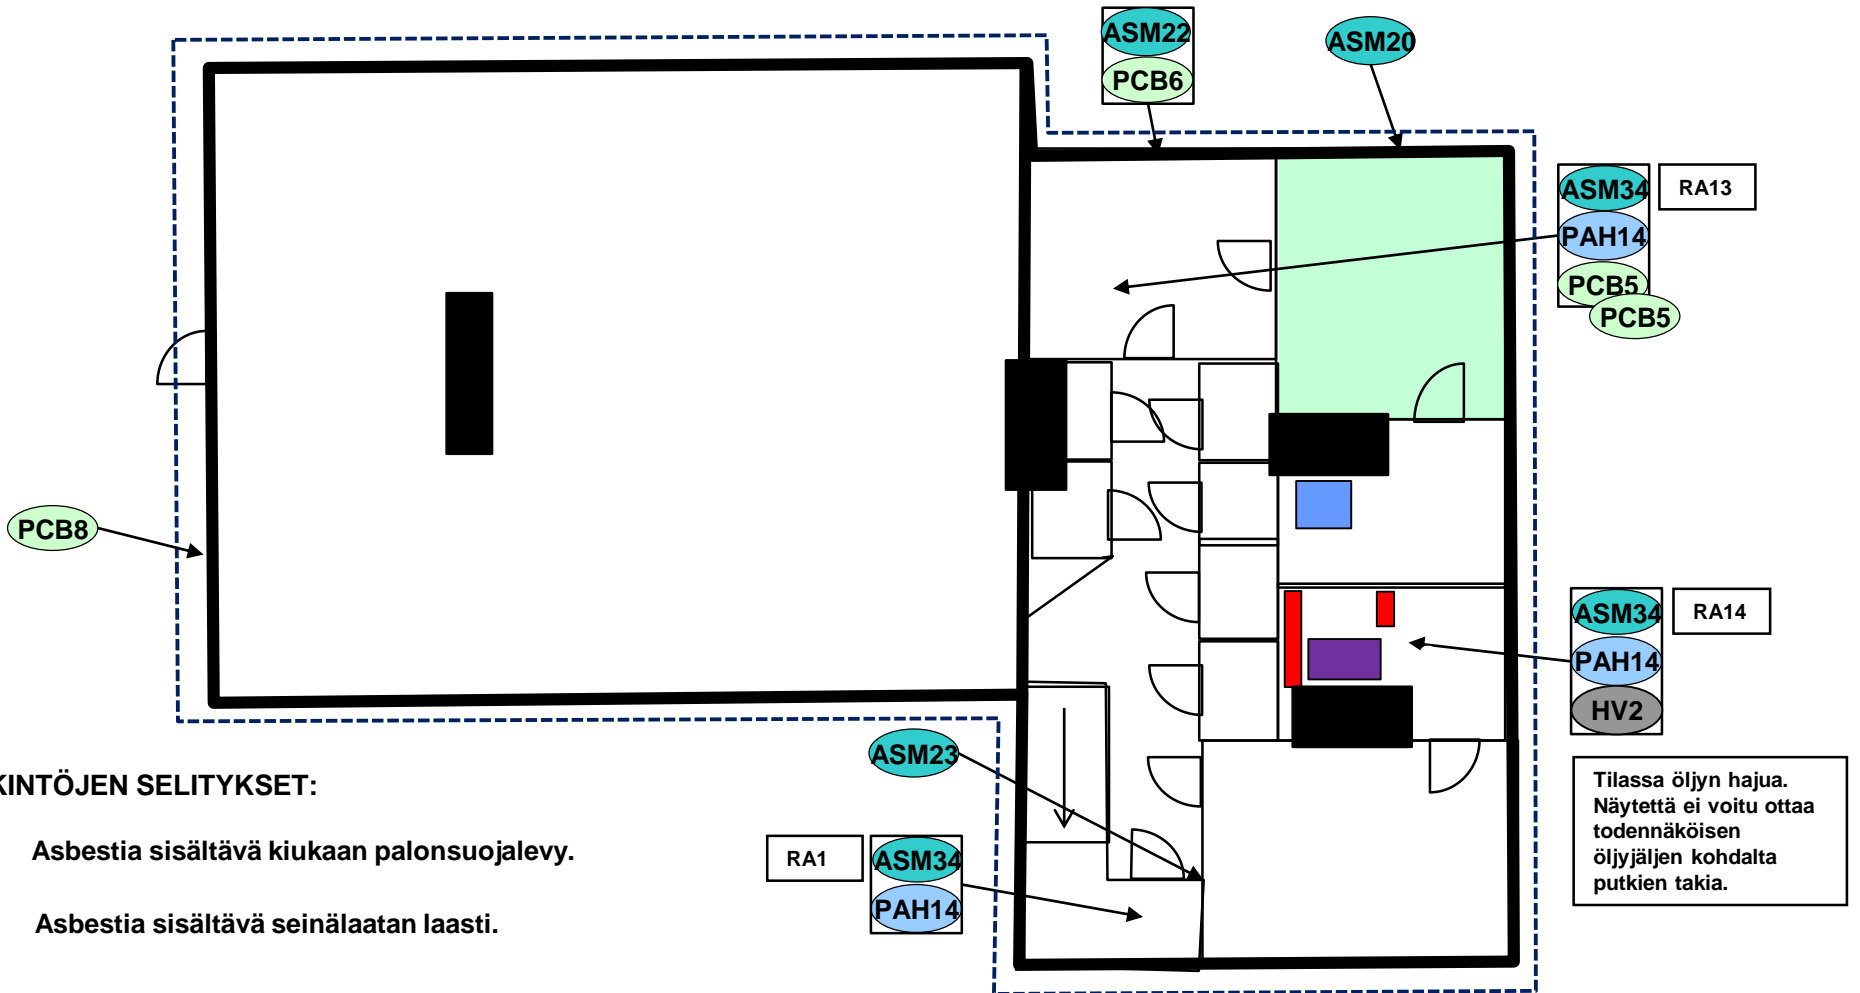 ASM22
PCB6
ASM20
ASM34
RA13
PAH14
PCB5
PCB5
PCB8
ASM34
RA14
PAH14
HV2
ASM23
KINTÖJEN SELITYKSET:
Tilassa öljyn hajua.
Näytettä ei voitu ottaa
todennäköisen
öljyjäljen kohdalta
putkien takia.
Asbestia sisältävä kiukaan palonsuojalevy.
RA1
ASM34
PAH14
Asbestia sisältävä seinälaatan laasti.